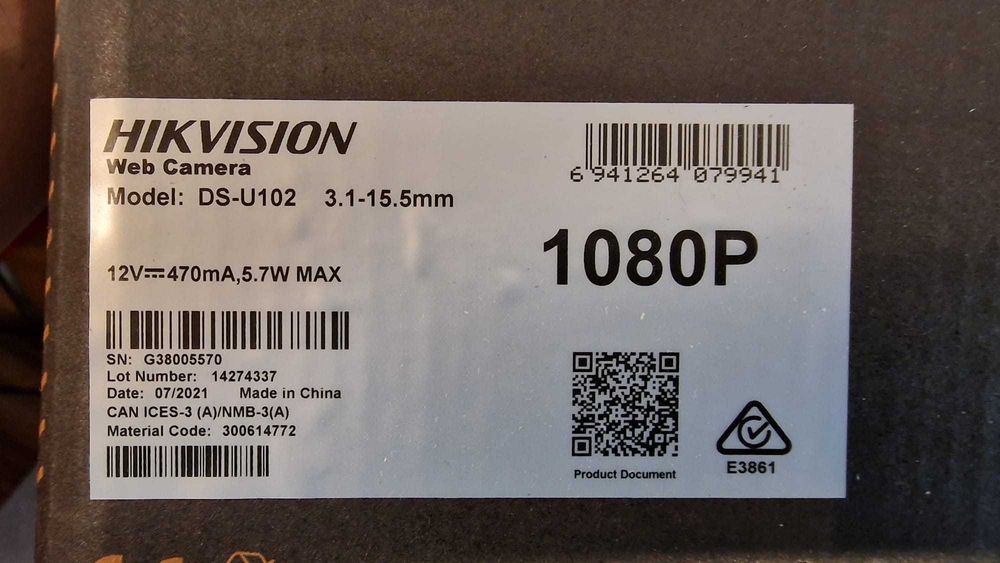 HIKVISION
Web Camera
Model: DS-U102 3.1-15.5mm
6 941264 079941
1080P
12V⎓470mA,5.7W MAX
SN: G38005570
Lot Number: 14274337
Date: 07/2021 Made in China
CAN ICES-3 (A)/NMB-3(A)
Material Code: 300614772
Product Document
E3861